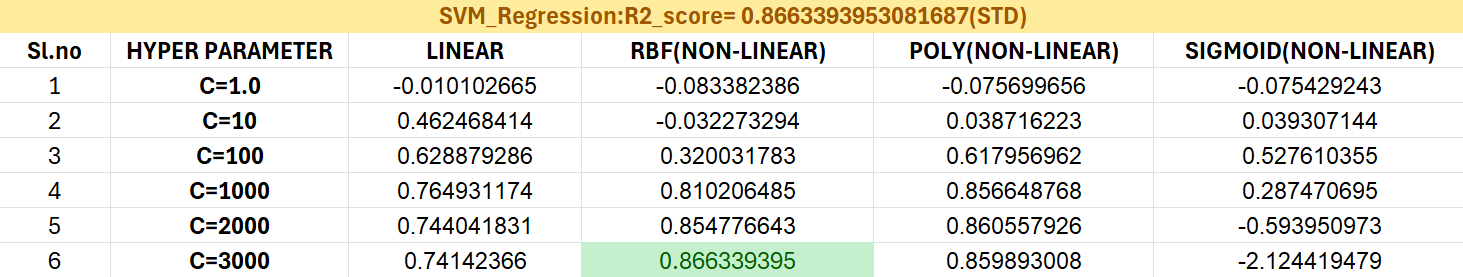 SVM_Regression:R2_score= 0.8663393953081687(STD)
Sl.no HYPER PARAMETER LINEAR RBF(NON-LINEAR) POLY(NON-LINEAR) SIGMOID(NON-LINEAR)
1 C=1.0 -0.010102665 -0.083382386 -0.075699656 -0.075429243
2 C=10 0.462468414 -0.032273294 0.038716223 0.039307144
3 C=100 0.628879286 0.320031783 0.617956962 0.527610355
4 C=1000 0.764931174 0.810206485 0.856648768 0.287470695
5 C=2000 0.744041831 0.854776643 0.860557926 -0.593950973
6 C=3000 0.74142366 0.866339395 0.859893008 -2.124419479